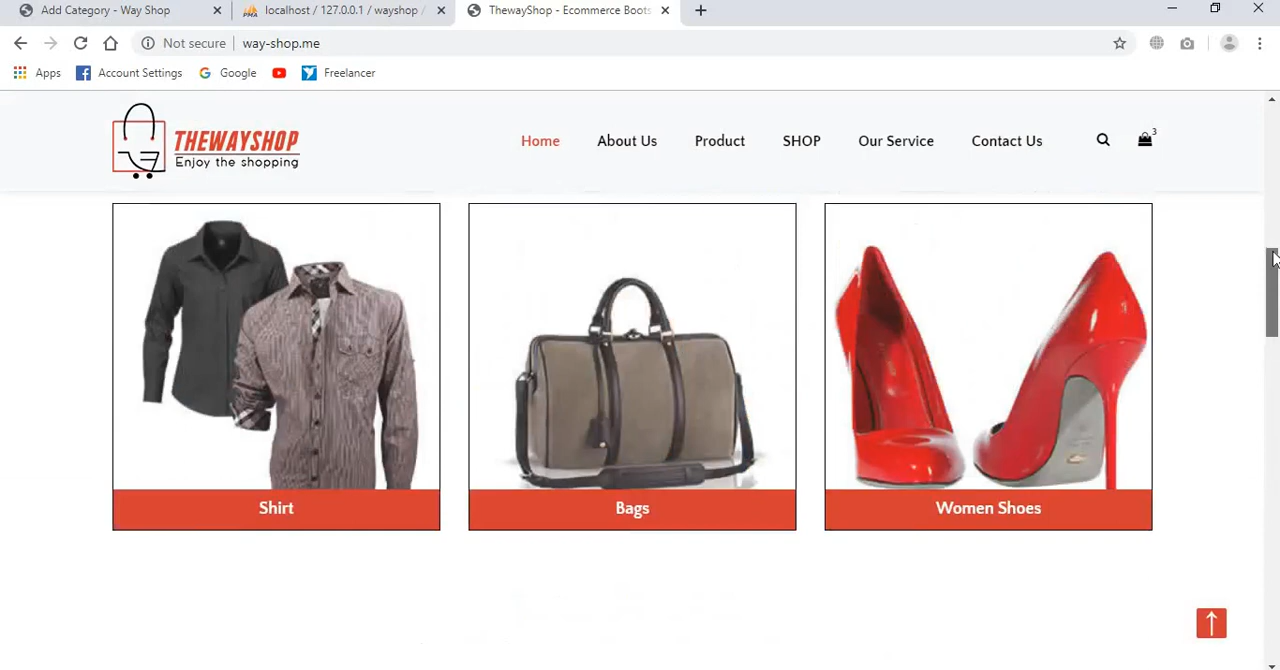 Add Category - Way Shop
localhost / 127.0.0.1 / wayshop /
ThewayShop - Ecommerce Boots
Not secure way-shop.me
Apps Account Settings Google Freelancer
THEWAYSHOP
Enjoy the shopping
Home About Us Product SHOP Our Service Contact Us 3
Shirt Bags Women Shoes